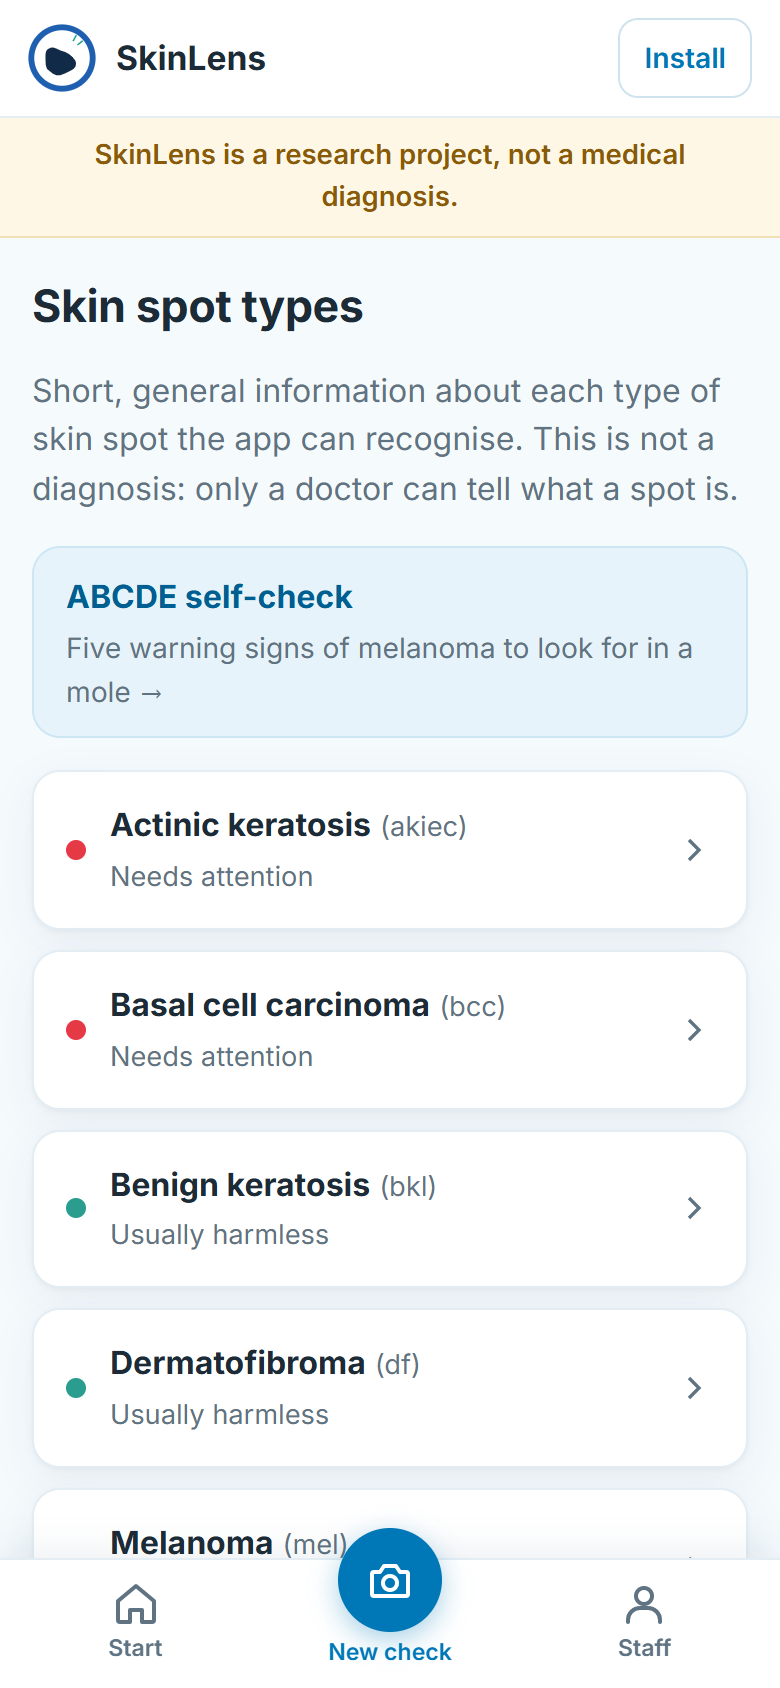 SkinLens
Install
SkinLens is a research project, not a medical
diagnosis.
Skin spot types
Short, general information about each type of
skin spot the app can recognise. This is not a
diagnosis: only a doctor can tell what a spot is.
ABCDE self-check
Five warning signs of melanoma to look for in a
mole →
Actinic keratosis (akiec)
Needs attention
Basal cell carcinoma (bcc)
Needs attention
Benign keratosis (bkl)
Usually harmless
Dermatofibroma (df)
Usually harmless
Melanoma (mel)
Start
New check
Staff